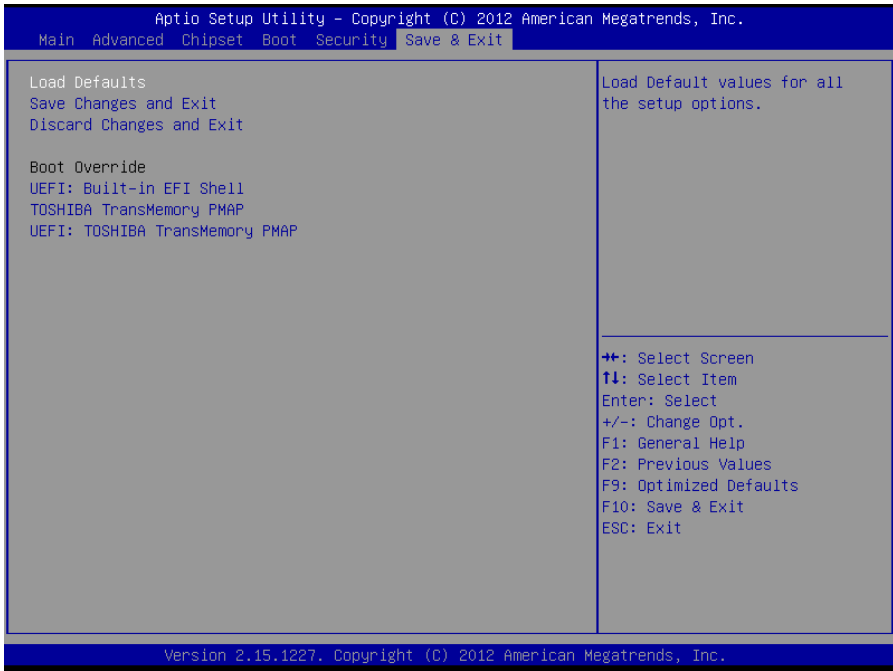 Aptio Setup Utility – Copyright (C) 2012 American Megatrends, Inc.
Main Advanced Chipset Boot Security Save & Exit
Load Defaults
Save Changes and Exit
Discard Changes and Exit
Boot Override
UEFI: Built-in EFI Shell
TOSHIBA TransMemory PMAP
UEFI: TOSHIBA TransMemory PMAP
Load Default values for all
the setup options.
→←: Select Screen
↑↓: Select Item
Enter: Select
+/-: Change Opt.
F1: General Help
F2: Previous Values
F9: Optimized Defaults
F10: Save & Exit
ESC: Exit
Version 2.15.1227. Copyright (C) 2012 American Megatrends, Inc.